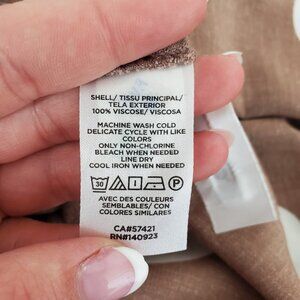 SHELL/ TISSU PRINCIPAL/
TELA EXTERIOR
100% VISCOSE/ VISCOSA
MACHINE WASH COLD
DELICATE CYCLE WITH LIKE
COLORS
ONLY NON-CHLORINE
BLEACH WHEN NEEDED
LINE DRY
COOL IRON WHEN NEEDED
30 P
AVEC DES COULEURS
SEMBLABLES/ CON
COLORES SIMILARES
CA#57421
RN#140923